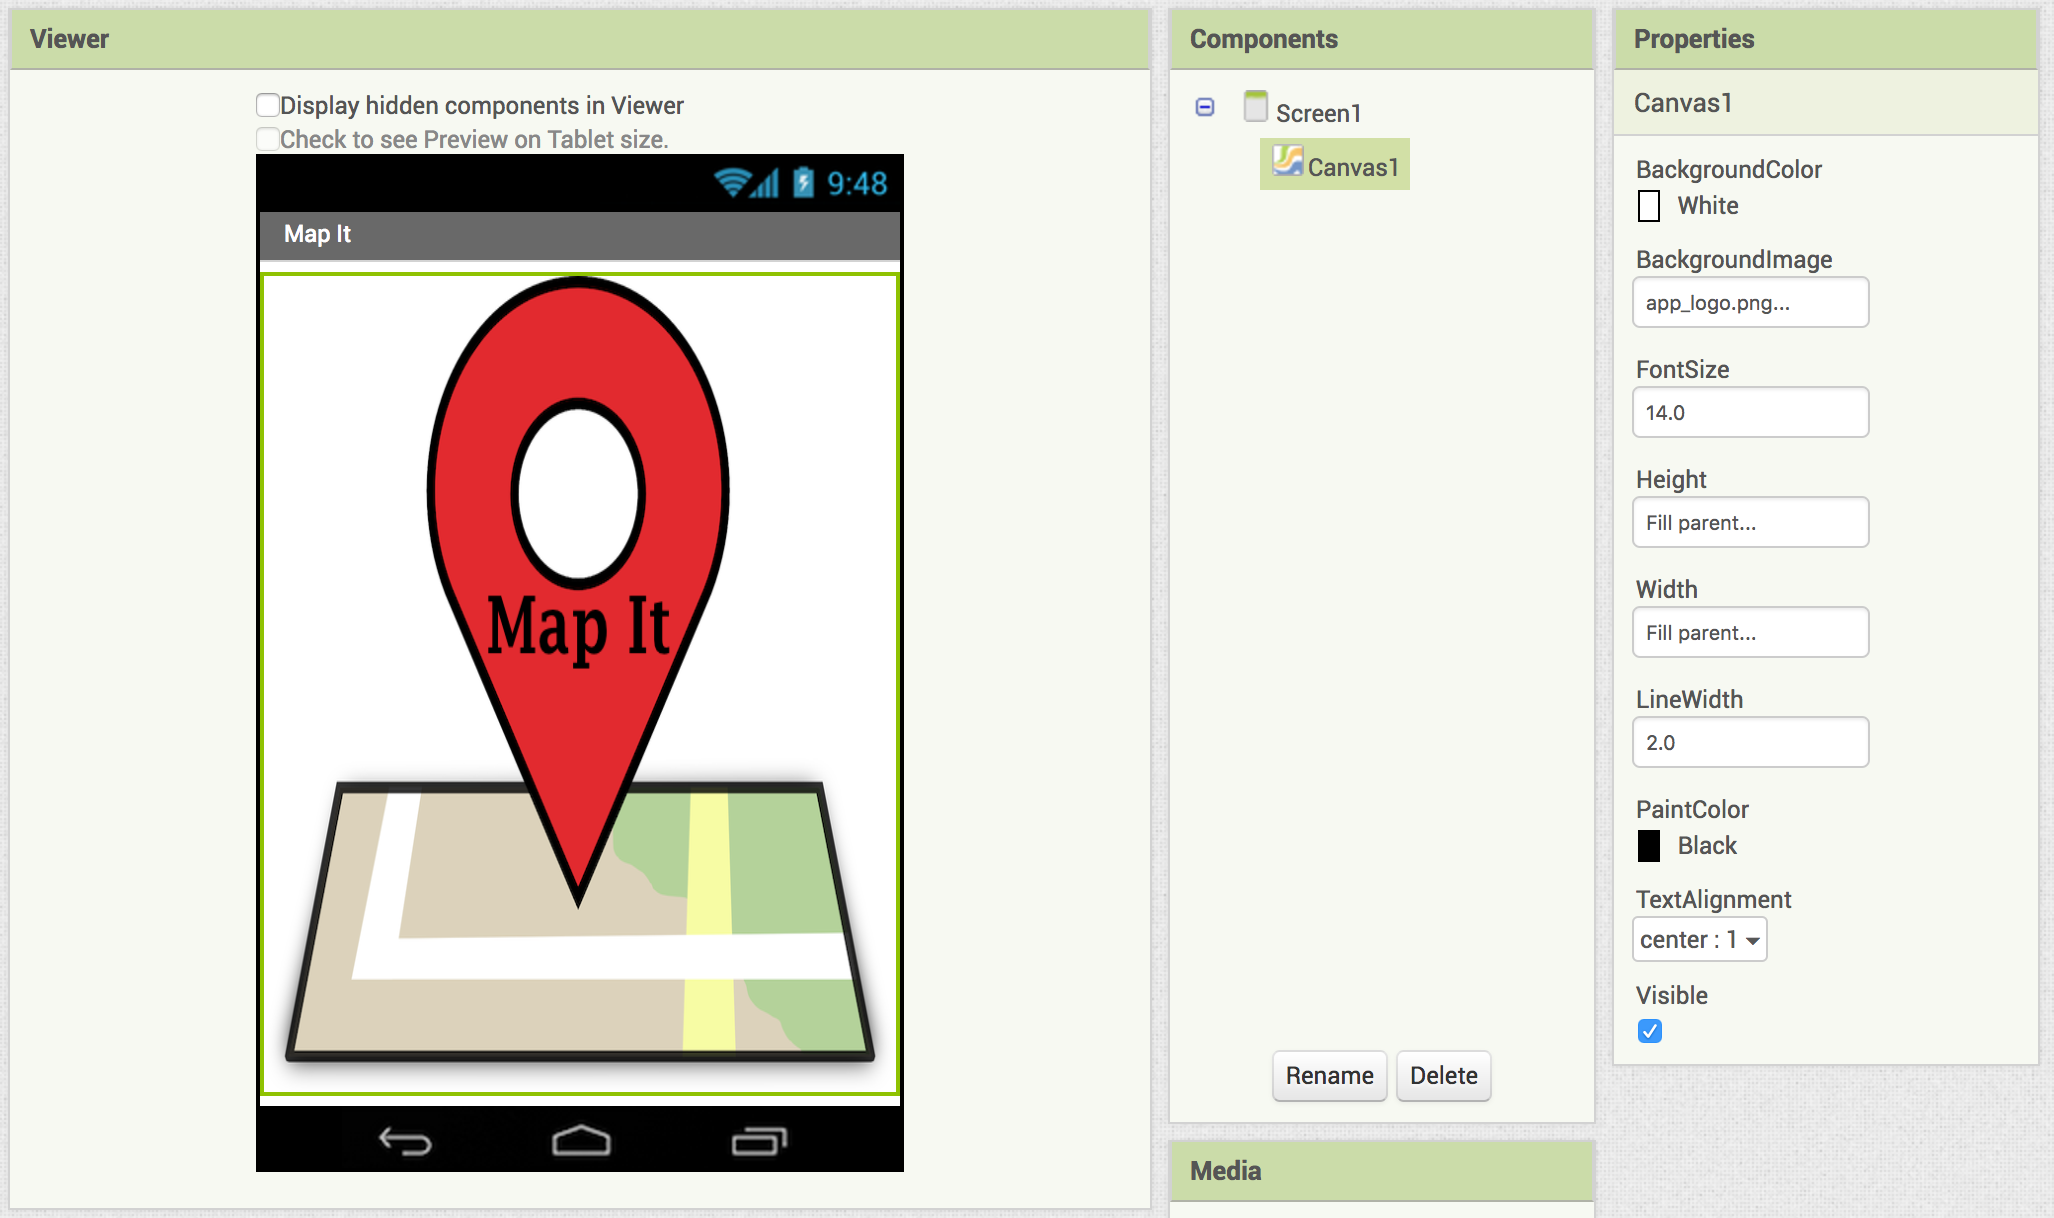 Viewer
Display hidden components in Viewer
Check to see Preview on Tablet size.
9:48
Map It
Map It
Components
Screen1
Canvas1
Rename
Delete
Media
Properties
Canvas1
BackgroundColor
White
BackgroundImage
app_logo.png...
FontSize
14.0
Height
Fill parent...
Width
Fill parent...
LineWidth
2.0
PaintColor
Black
TextAlignment
center : 1
Visible